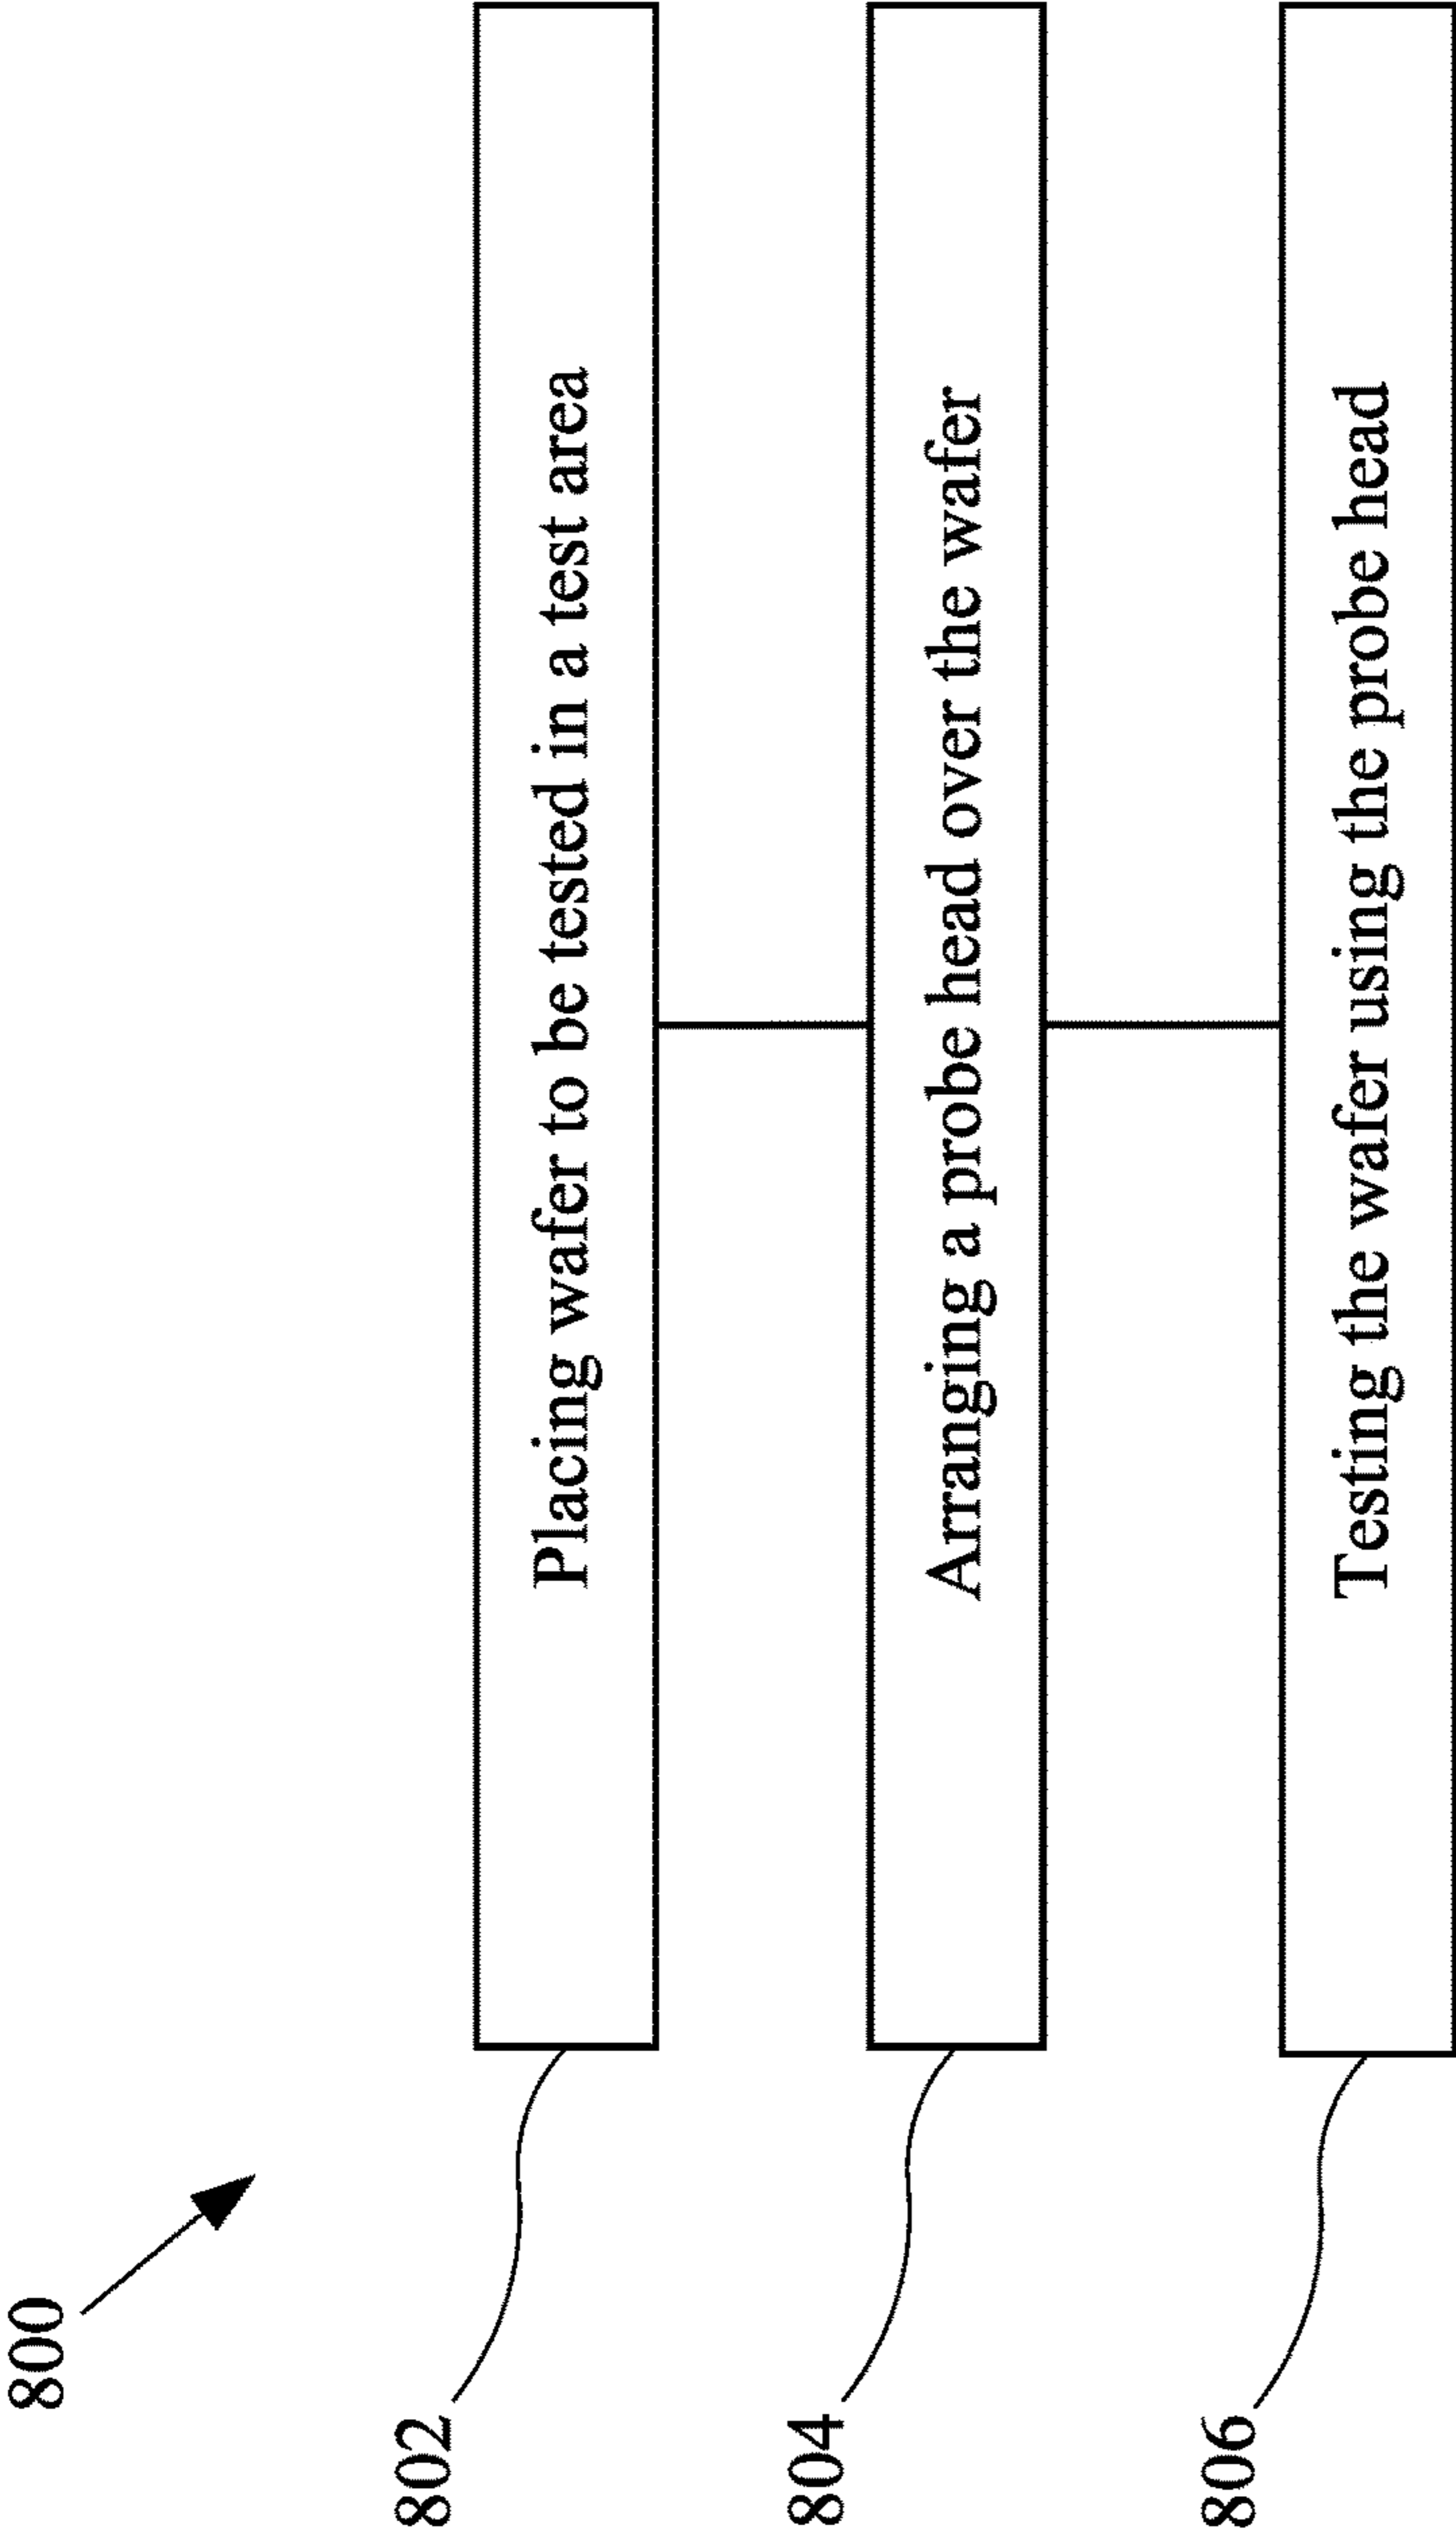 800
802
Placing wafer to be tested in a test area
804
Arranging a probe head over the wafer
806
Testing the wafer using the probe head